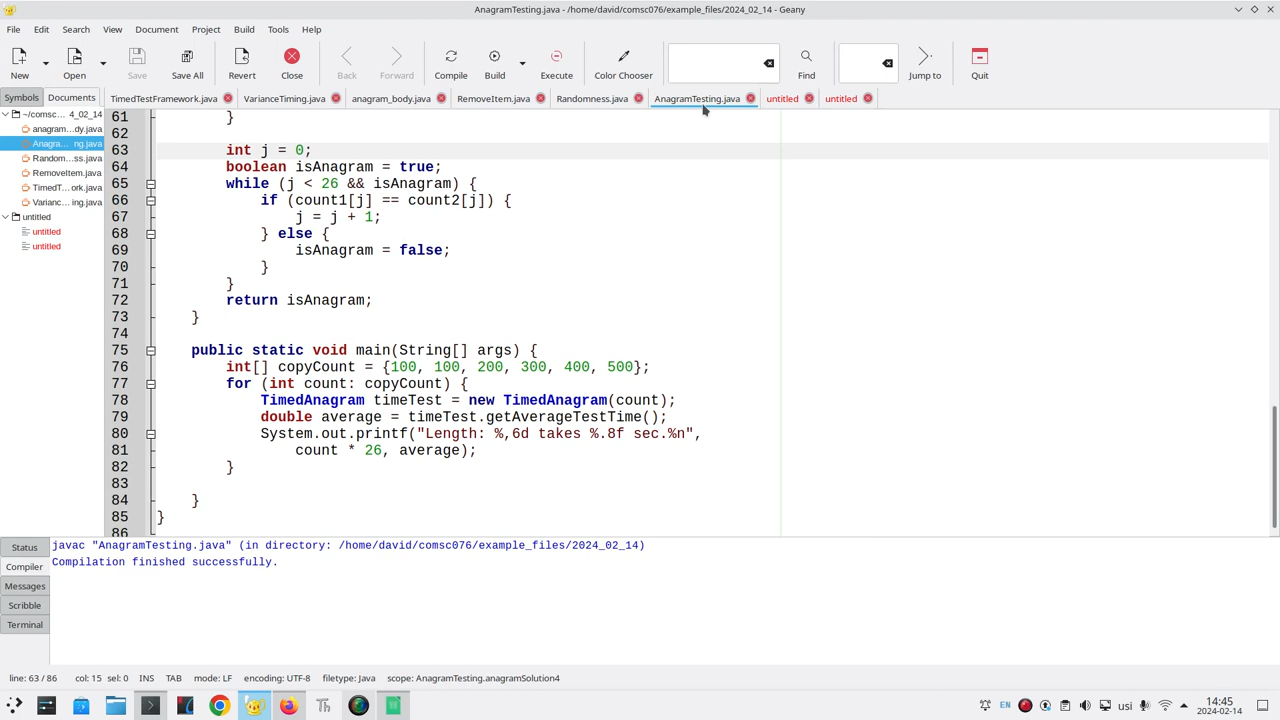 AnagramTesting.java - /home/david/comsc076/example_files/2024_02_14 - Geany
File Edit Search View Document Project Build Tools Help
New Open Save Save All Revert Close Back Forward Compile Build Execute Color Chooser Find Jump to Quit
Symbols Documents TimedTestFramework.java VarianceTiming.java anagram_body.java RemoveItem.java Randomness.java AnagramTesting.java untitled untitled
~/comsc... 4_02_14
anagram...dy.java
Anagra... ng.java
Random...ss.java
RemoveItem.java
TimedT...ork.java
Varianc...ing.java
untitled
untitled
untitled
61 }
62
63 int j = 0;
64 boolean isAnagram = true;
65 while (j < 26 && isAnagram) {
66 if (count1[j] == count2[j]) {
67 j = j + 1;
68 } else {
69 isAnagram = false;
70 }
71 }
72 return isAnagram;
73 }
74
75 public static void main(String[] args) {
76 int[] copyCount = {100, 100, 200, 300, 400, 500};
77 for (int count: copyCount) {
78 TimedAnagram timeTest = new TimedAnagram(count);
79 double average = timeTest.getAverageTestTime();
80 System.out.printf("Length: %,6d takes %.8f sec.%n",
81 count * 26, average);
82 }
83
84 }
85 }
86
Status
Compiler
Messages
Scribble
Terminal
javac "AnagramTesting.java" (in directory: /home/david/comsc076/example_files/2024_02_14)
Compilation finished successfully.
line: 63 / 86 col: 15 sel: 0 INS TAB mode: LF encoding: UTF-8 filetype: Java scope: AnagramTesting.anagramSolution4
Th EN usi 14:45
2024-02-14